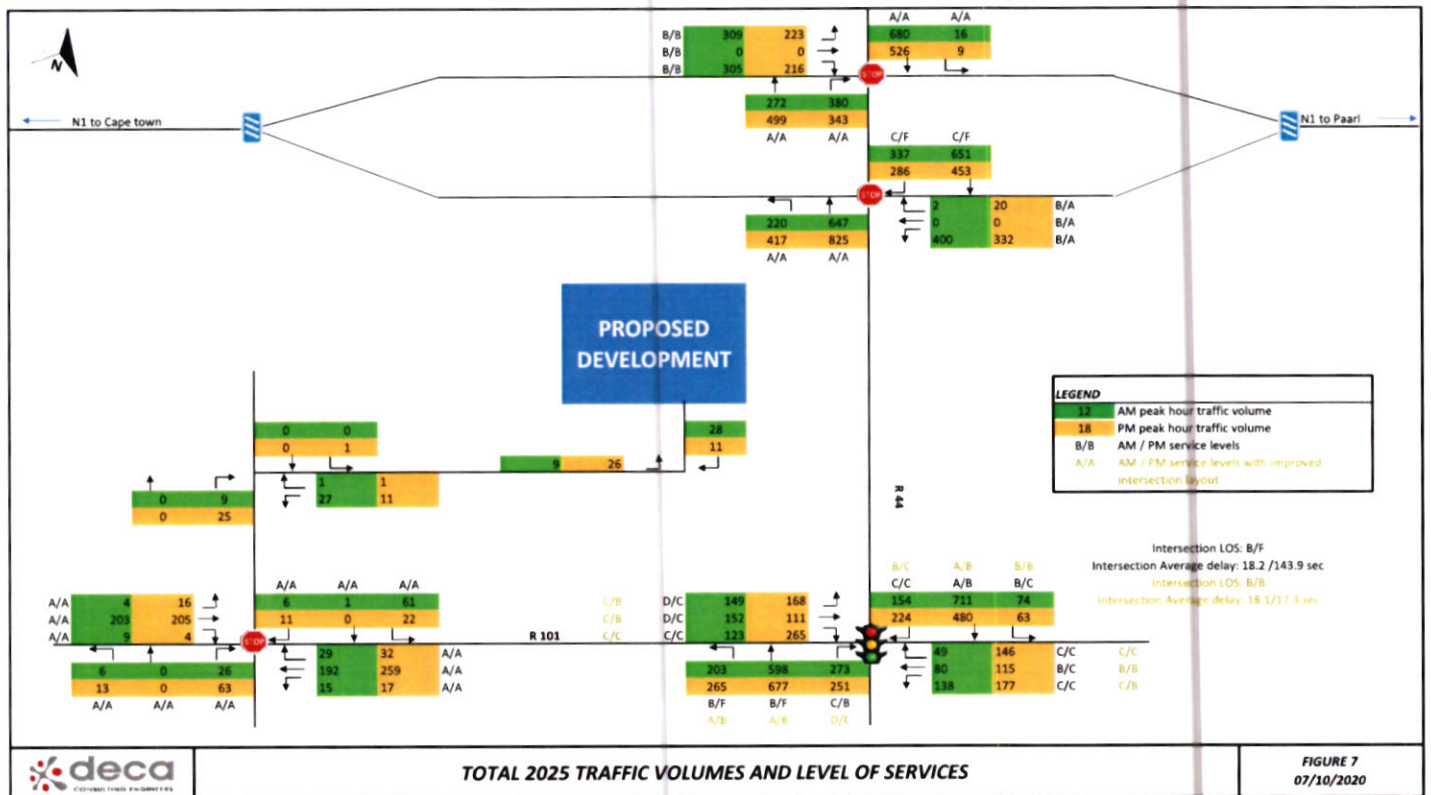 N
A/A A/A
B/B 309 223 680 16
B/B 0 0 526 9
B/B 305 216
STOP
N1 to Cape town
272 380
499 343
A/A A/A
N1 to Paarl
C/F C/F
337 651
286 453
STOP
220 647
417 825
A/A A/A
2 20 B/A
0 0 B/A
400 332 B/A
PROPOSED
DEVELOPMENT
LEGEND
12 AM peak hour traffic volume
18 PM peak hour traffic volume
B/B AM / PM service levels
A/A AM / PM service levels with improved
intersection layout
0 0
0 1
28
11
9 26
1 1
27 11
0 9
0 25
R 44
Intersection LOS: B/F
Intersection Average delay: 18.2 /143.9 sec
Intersection LOS: B/B
Intersection Average delay: 18.1/17.3 sec
A/A 4 16
A/A 203 205
A/A 9 4
A/A A/A A/A
6 1 61
11 0 22
STOP
6 0 26
13 0 63
A/A A/A A/A
29 32 A/A
192 259 A/A
15 17 A/A
R 101
C/B D/C 149 168
C/B D/C 152 111
C/C C/C 123 265
B/C A/B B/B
C/C A/B B/C
154 711 74
224 480 63
203 598 273
265 677 251
B/F B/F C/B
A/B A/B D/C
49 146 C/C C/C
80 115 B/C B/B
138 177 C/C C/B
deca
CONSULTING ENGINEERS
TOTAL 2025 TRAFFIC VOLUMES AND LEVEL OF SERVICES
FIGURE 7
07/10/2020